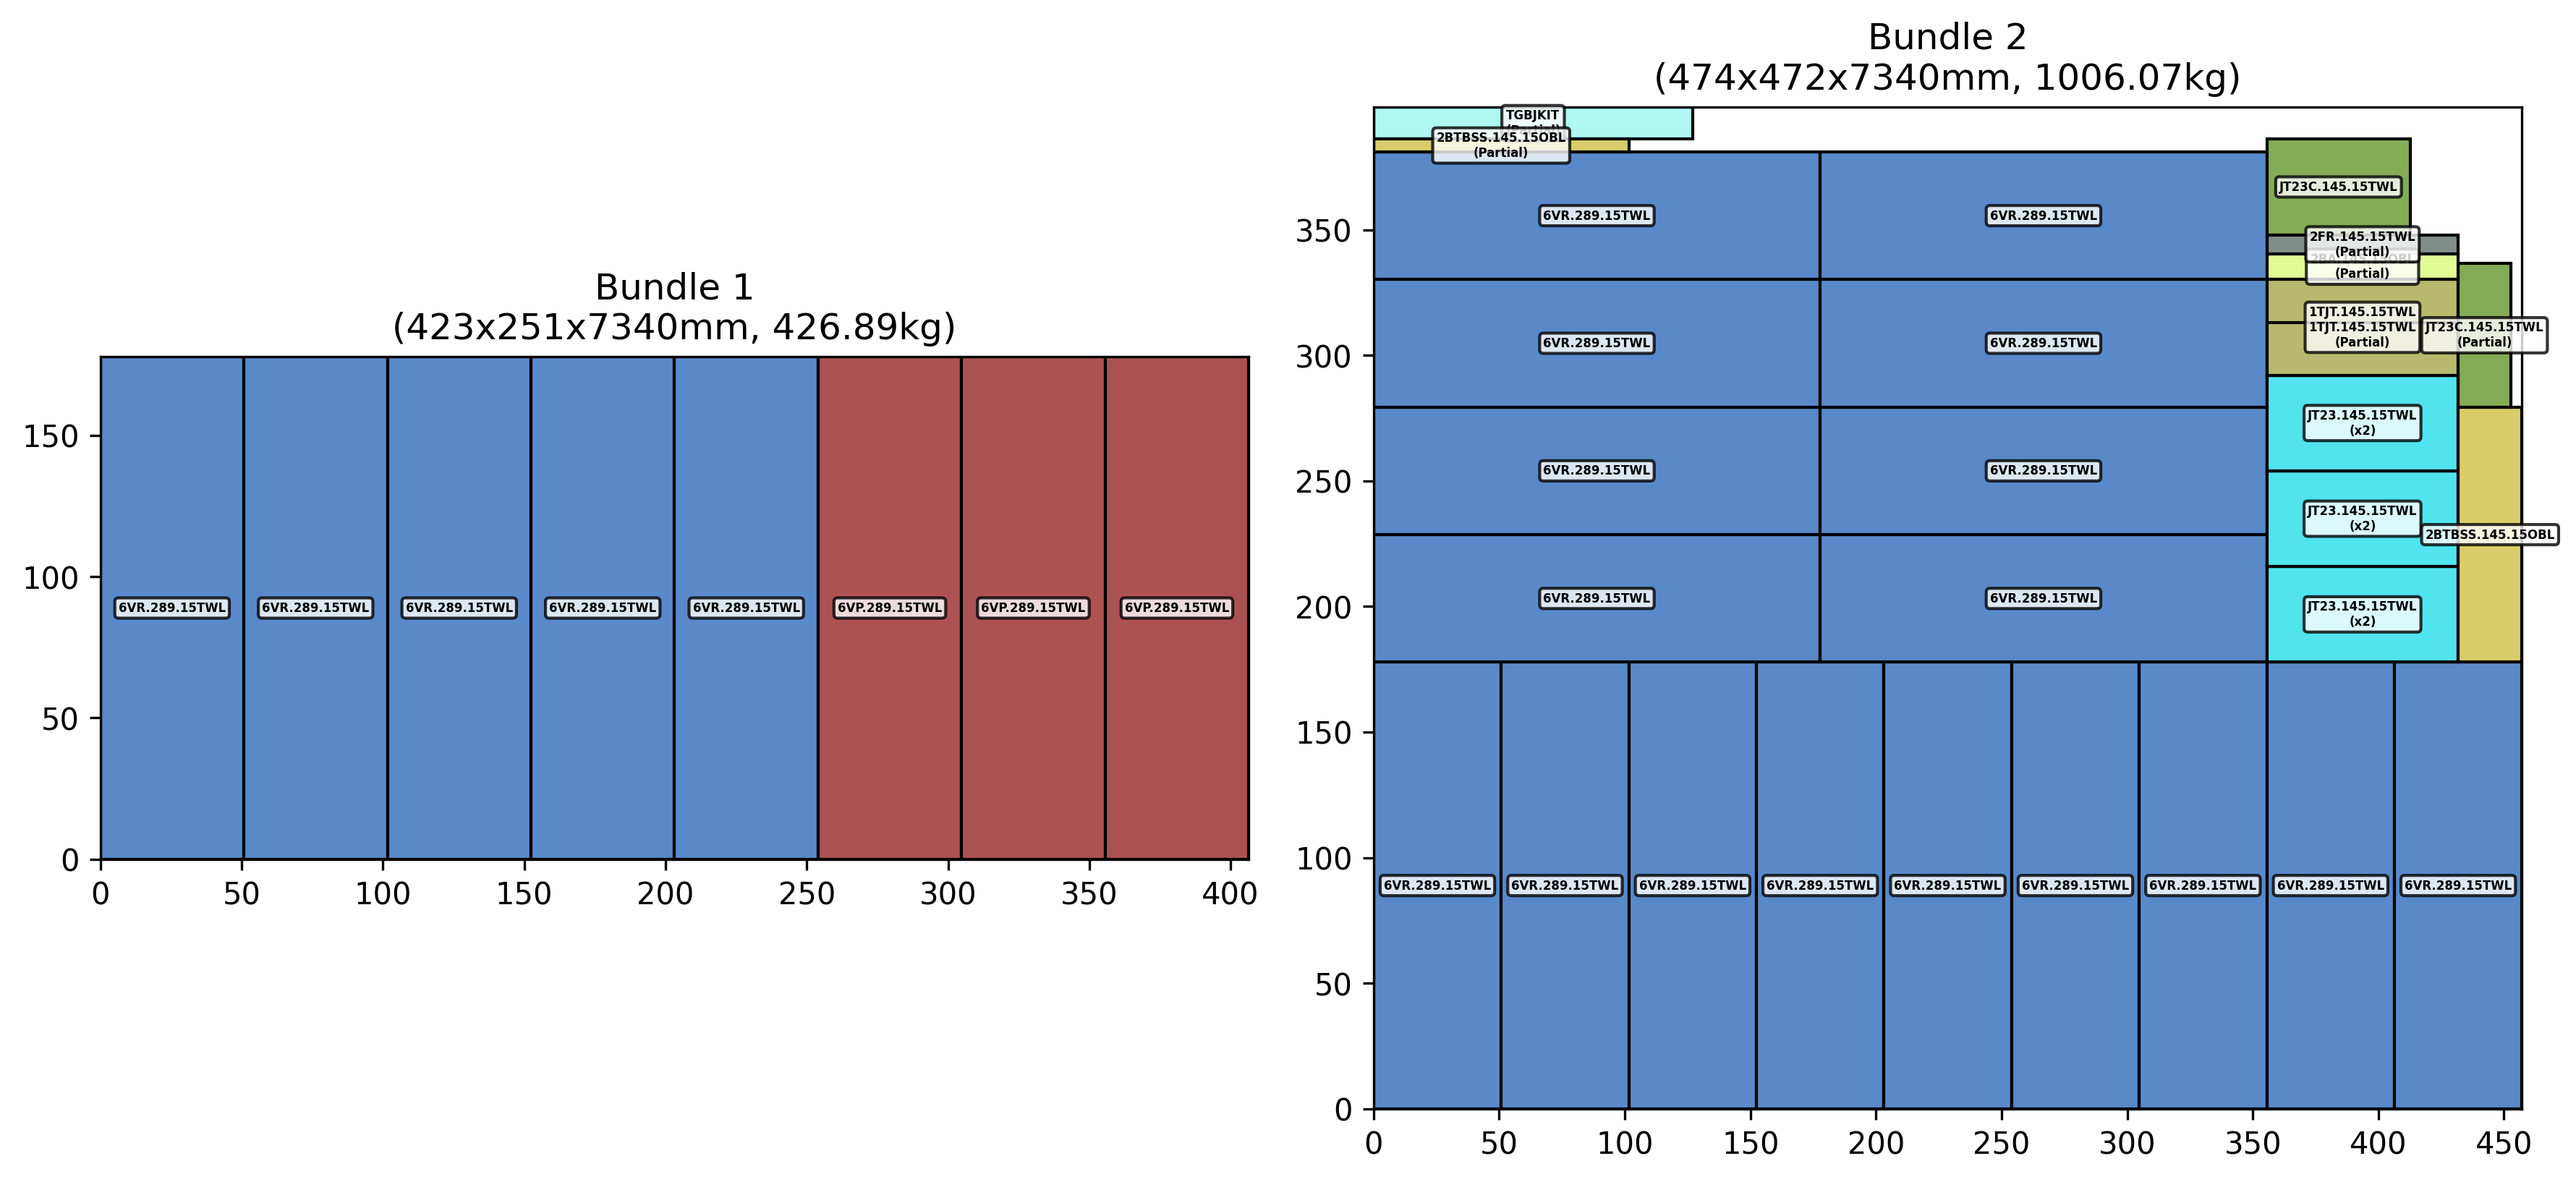 Bundle 1
(423x251x7340mm, 426.89kg)
150
100
50
0
6VR.289.15TWL
6VR.289.15TWL
6VR.289.15TWL
6VR.289.15TWL
6VR.289.15TWL
6VP.289.15TWL
6VP.289.15TWL
6VP.289.15TWL
0
50
100
150
200
250
300
350
400
Bundle 2
(474x472x7340mm, 1006.07kg)
TGBJKIT
2BTBSS.145.15OBL
(Partial)
JT23C.145.15TWL
6VR.289.15TWL
6VR.289.15TWL
2FR.145.15TWL
(Partial)
(Partial)
1TJT.145.15TWL
1TJT.145.15TWL
(Partial)
JT23C.145.15TWL
(Partial)
6VR.289.15TWL
6VR.289.15TWL
JT23.145.15TWL
(x2)
6VR.289.15TWL
6VR.289.15TWL
JT23.145.15TWL
(x2)
2BTBSS.145.15OBL
6VR.289.15TWL
6VR.289.15TWL
JT23.145.15TWL
(x2)
6VR.289.15TWL
6VR.289.15TWL
6VR.289.15TWL
6VR.289.15TWL
6VR.289.15TWL
6VR.289.15TWL
6VR.289.15TWL
6VR.289.15TWL
6VR.289.15TWL
350
300
250
200
150
100
50
0
0
50
100
150
200
250
300
350
400
450